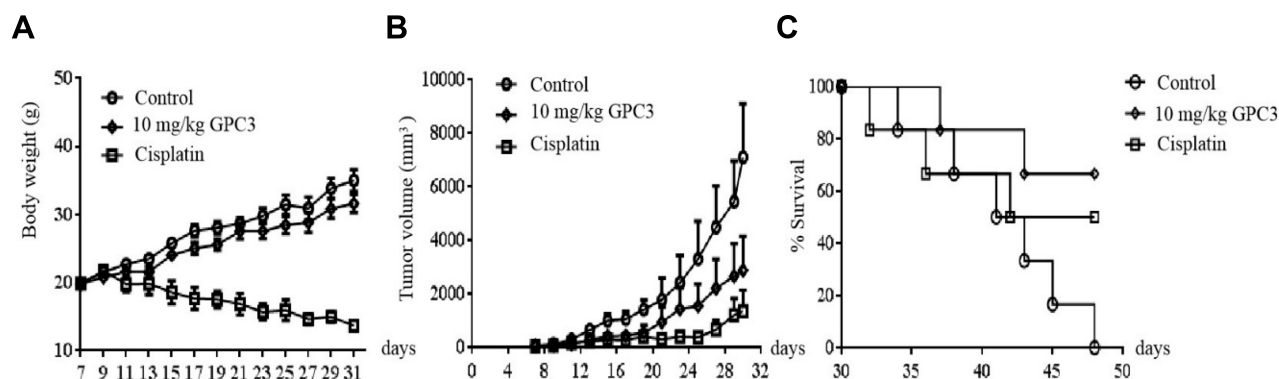 A
Body weight (g)
50
40
30
20
10
Control
10 mg/kg GPC3
Cisplatin
7 9 11 13 15 17 19 21 23 25 27 29 31
days
B
Tumor volume (mm³)
10000
8000
6000
4000
2000
0
Control
10 mg/kg GPC3
Cisplatin
0 4 8 12 16 20 24 28 32
days
C
% Survival
100
80
60
40
20
0
Control
10 mg/kg GPC3
Cisplatin
30 35 40 45 50
days